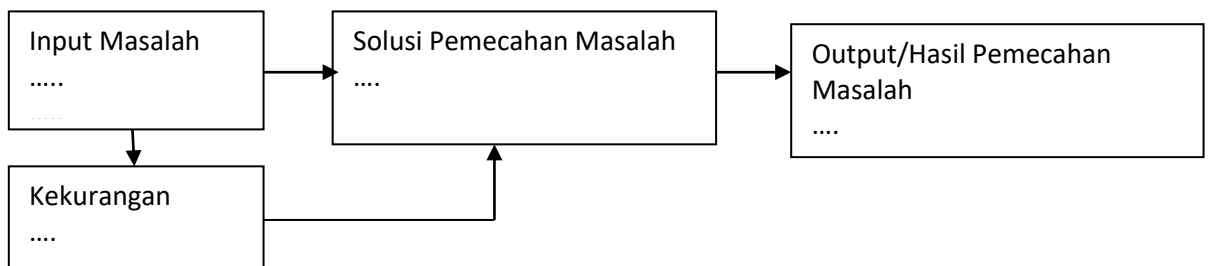 Input Masalah
.....
.....
Solusi Pemecahan Masalah
....
Output/Hasil Pemecahan
Masalah
....
Kekurangan
....